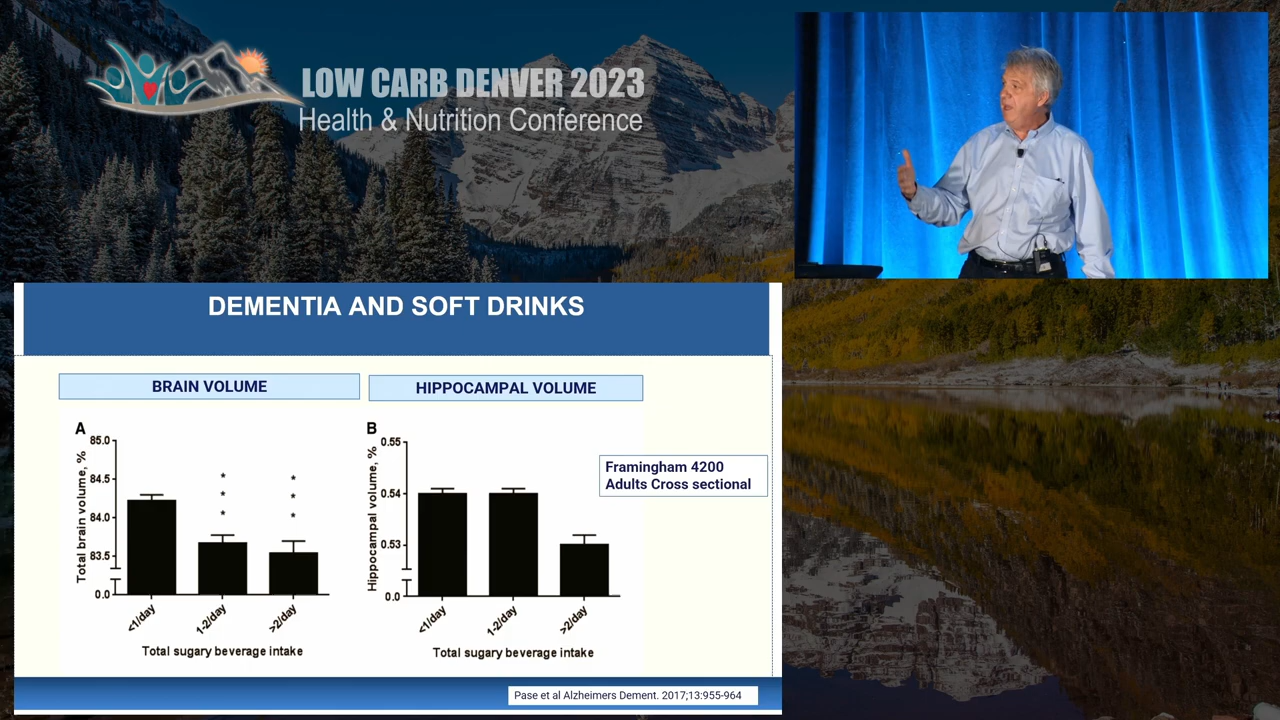 LOW CARB DENVER 2023
Health & Nutrition Conference
DEMENTIA AND SOFT DRINKS
BRAIN VOLUME
HIPPOCAMPAL VOLUME
A
Total brain volume, %
85.0
84.5
84.0
83.5
0.0
* * *
* * *
<1/day
1-2/day
>2/day
Total sugary beverage intake
B
Hippocampal volume, %
0.55
0.54
0.53
0.0
<1/day
1-2/day
>2/day
Total sugary beverage intake
Framingham 4200
Adults Cross sectional
Pase et al Alzheimers Dement. 2017;13:955-964